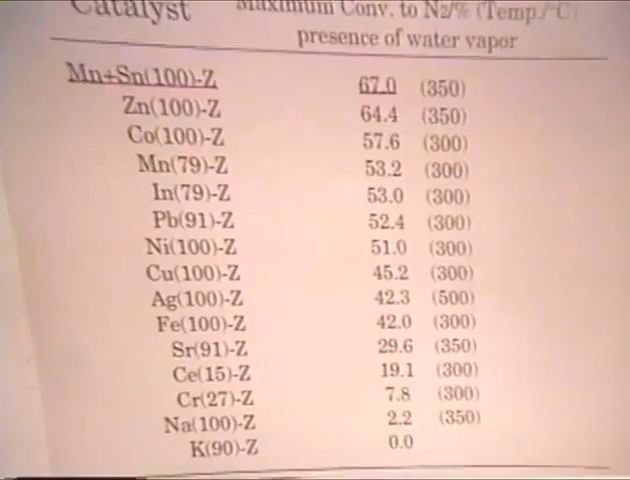 Catalyst Maximum Conv. to N2/% (Temp./°C)
presence of water vapor
Mn+Sn(100)-Z 67.0 (350)
Zn(100)-Z 64.4 (350)
Co(100)-Z 57.6 (300)
Mn(79)-Z 53.2 (300)
In(79)-Z 53.0 (300)
Pb(91)-Z 52.4 (300)
Ni(100)-Z 51.0 (300)
Cu(100)-Z 45.2 (300)
Ag(100)-Z 42.3 (500)
Fe(100)-Z 42.0 (300)
Sr(91)-Z 29.6 (350)
Ce(15)-Z 19.1 (300)
Cr(27)-Z 7.8 (300)
Na(100)-Z 2.2 (350)
K(90)-Z 0.0